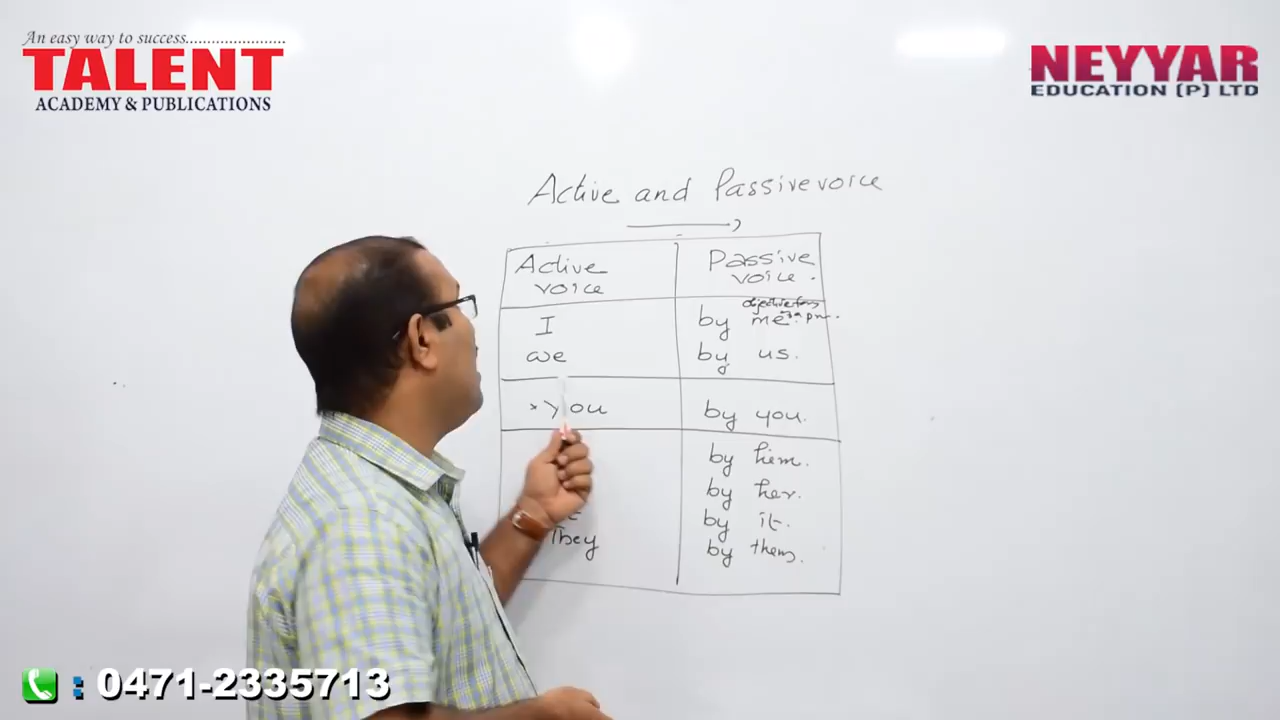 An easy way to success.......................
TALENT
ACADEMY & PUBLICATIONS
NEYYAR
EDUCATION (P) LTD
Active and Passive voice
Active voice
Passive voice.
objective form
I
by me.
we
by us.
× you
by you.
by him.
by her.
by it.
They
by them.
: 0471-2335713